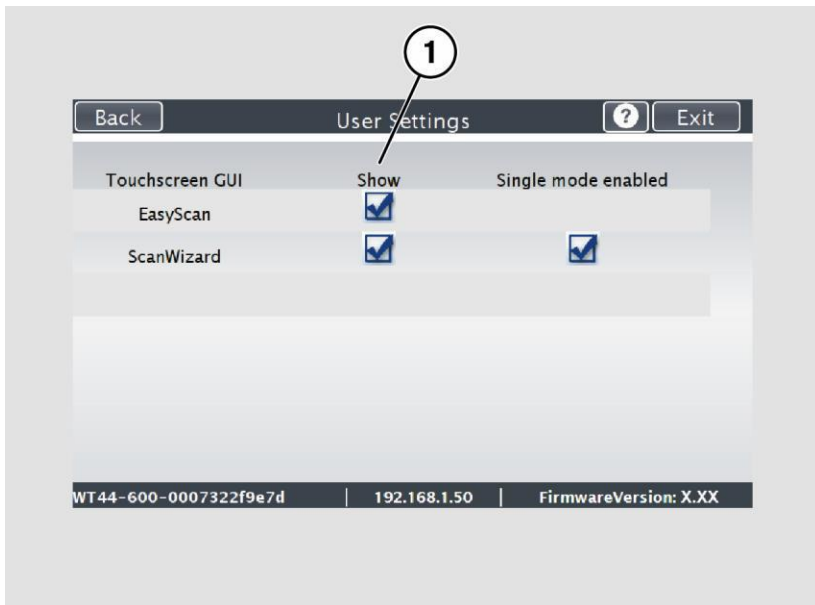 1
Back User Settings ? Exit
Touchscreen GUI Show Single mode enabled
EasyScan
ScanWizard
WT44-600-0007322f9e7d | 192.168.1.50 | FirmwareVersion: X.XX